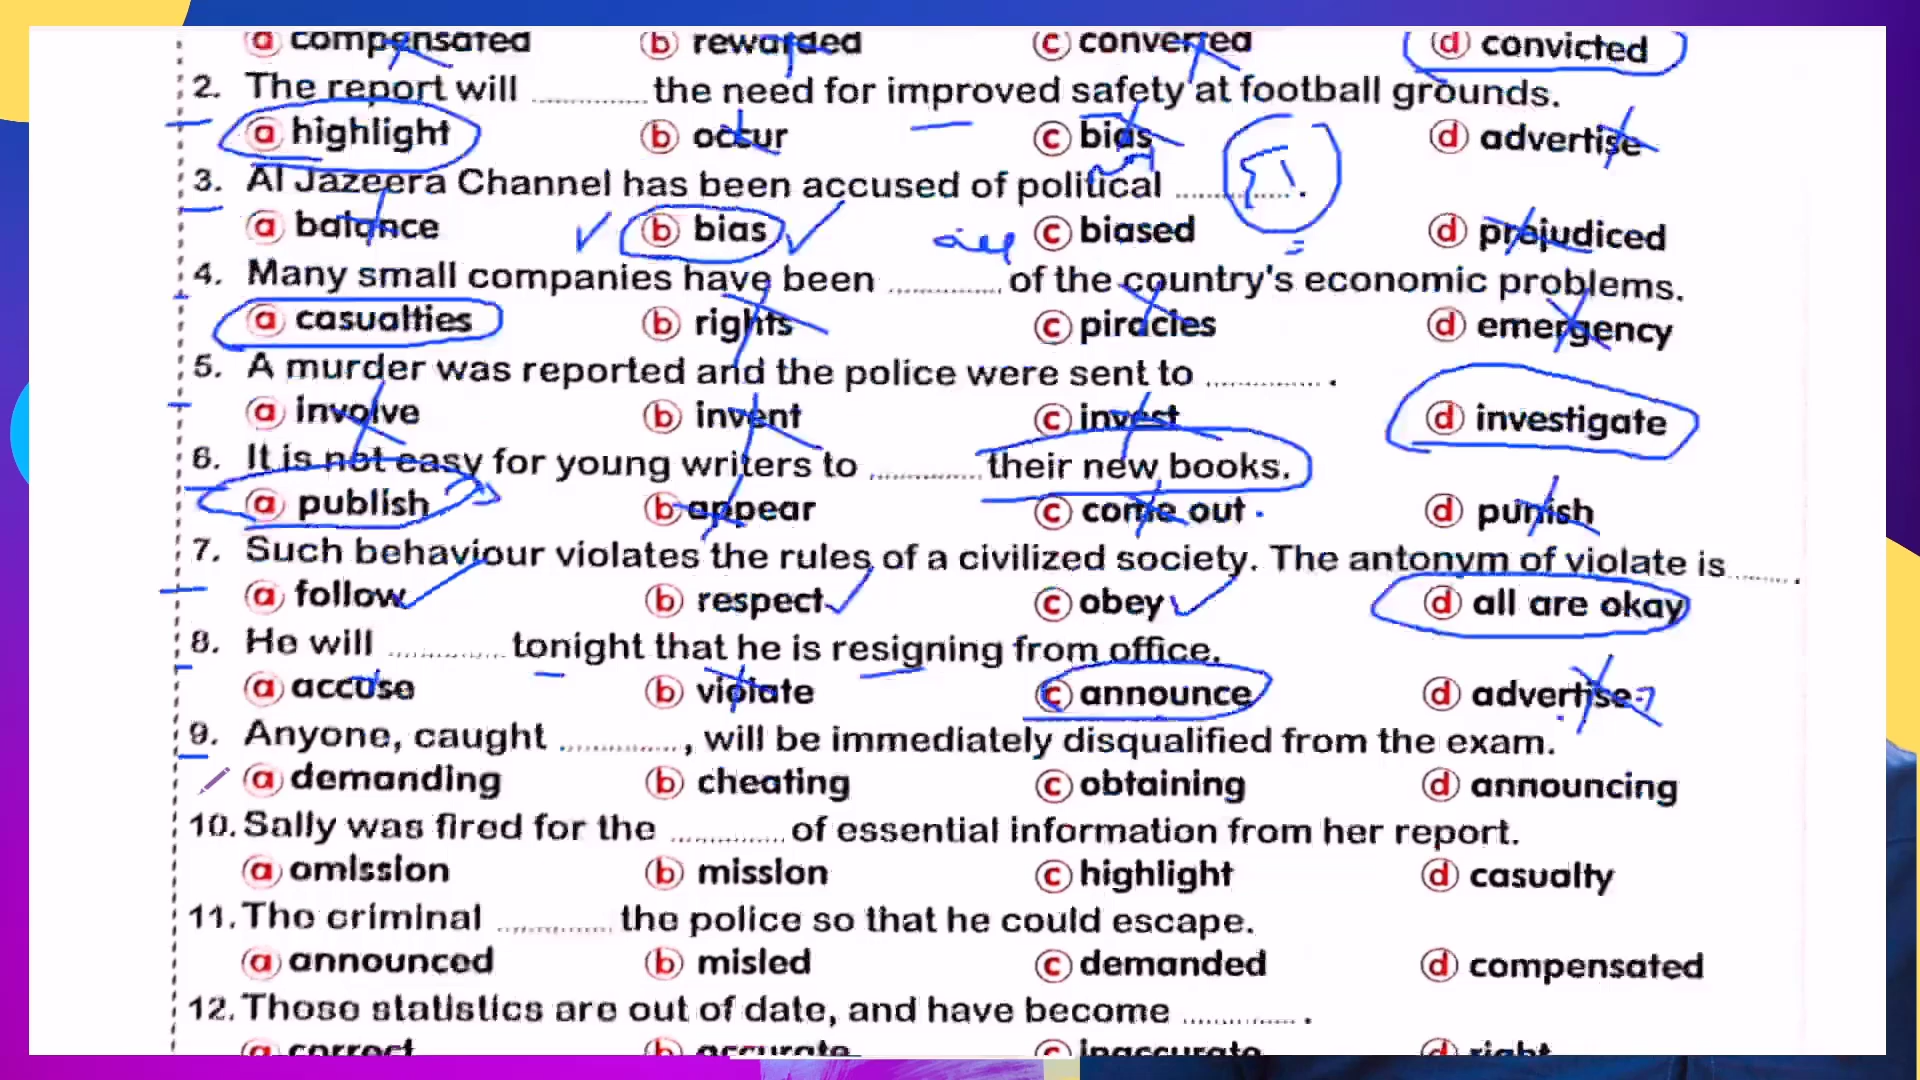 a compensated b rewarded c converted d convicted
2. The report will ............ the need for improved safety at football grounds.
a highlight b occur c bias d advertise
3. Al Jazeera Channel has been accused of political ............ .
a balance b bias c biased d prejudiced
4. Many small companies have been ............ of the country's economic problems.
a casualties b rights c piracies d emergency
5. A murder was reported and the police were sent to ............ .
a involve b invent c invest d investigate
6. It is not easy for young writers to ............ their new books.
a publish b appear c come out d punish
7. Such behaviour violates the rules of a civilized society. The antonym of violate is ....... .
a follow b respect c obey d all are okay
8. He will ............ tonight that he is resigning from office.
a accuse b violate c announce d advertise
9. Anyone, caught ............ , will be immediately disqualified from the exam.
a demanding b cheating c obtaining d announcing
10. Sally was fired for the ............ of essential information from her report.
a omission b mission c highlight d casualty
11. The criminal ............ the police so that he could escape.
a announced b misled c demanded d compensated
12. Those statistics are out of date, and have become ............ .
a correct b accurate c inaccurate d right